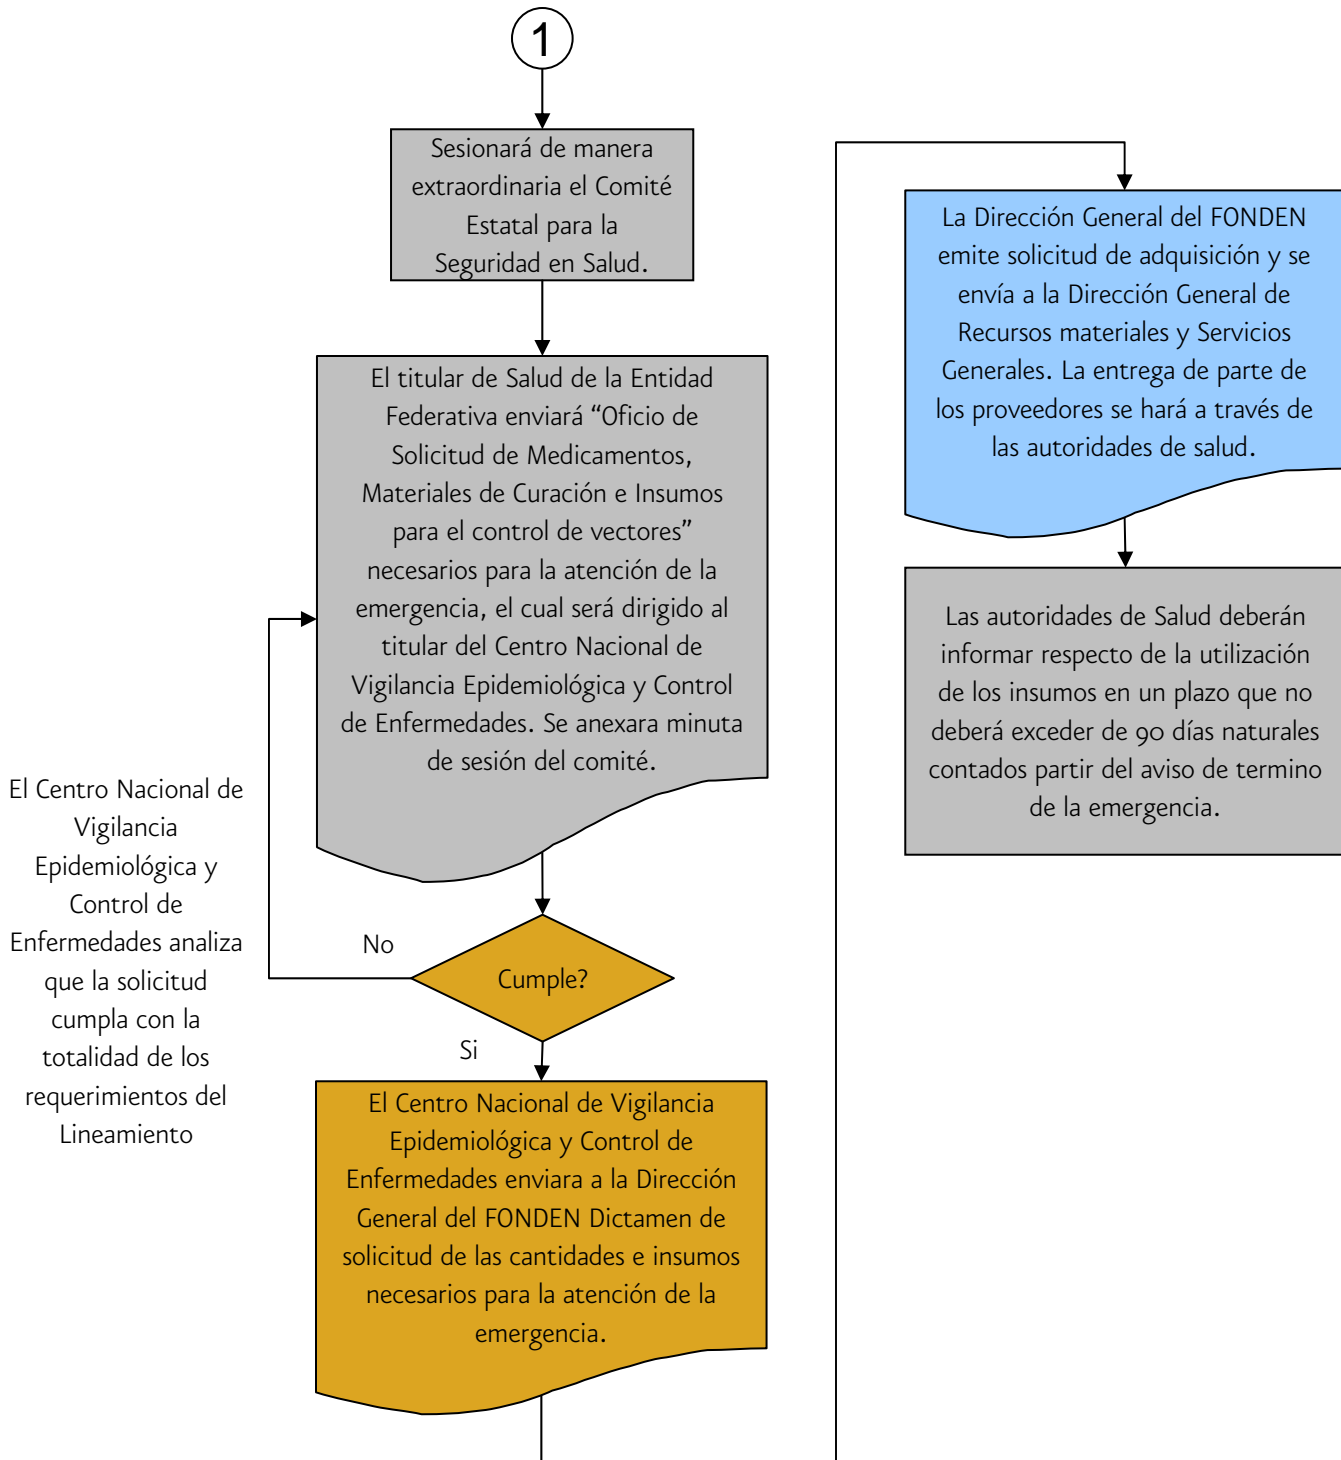 1
Sesionará de manera
extraordinaria el Comité
Estatal para la
Seguridad en Salud.
El titular de Salud de la Entidad
Federativa enviará “Oficio de
Solicitud de Medicamentos,
Materiales de Curación e Insumos
para el control de vectores”
necesarios para la atención de la
emergencia, el cual será dirigido al
titular del Centro Nacional de
Vigilancia Epidemiológica y Control
de Enfermedades. Se anexara minuta
de sesión del comité.
El Centro Nacional de
Vigilancia
Epidemiológica y
Control de
Enfermedades analiza
que la solicitud
cumpla con la
totalidad de los
requerimientos del
Lineamiento
No
Cumple?
Si
El Centro Nacional de Vigilancia
Epidemiológica y Control de
Enfermedades enviara a la Dirección
General del FONDEN Dictamen de
solicitud de las cantidades e insumos
necesarios para la atención de la
emergencia.
La Dirección General del FONDEN
emite solicitud de adquisición y se
envía a la Dirección General de
Recursos materiales y Servicios
Generales. La entrega de parte de
los proveedores se hará a través de
las autoridades de salud.
Las autoridades de Salud deberán
informar respecto de la utilización
de los insumos en un plazo que no
deberá exceder de 90 días naturales
contados partir del aviso de termino
de la emergencia.